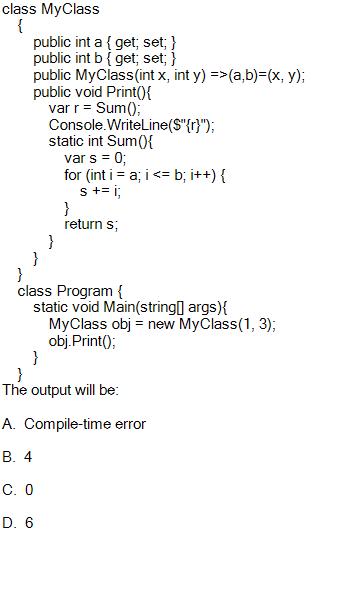 class MyClass
{
public int a { get; set; }
public int b { get; set; }
public MyClass(int x, int y) =>(a,b)=(x, y);
public void Print(){
var r = Sum();
Console.WriteLine($"{r}");
static int Sum(){
var s = 0;
for (int i = a; i <= b; i++) {
s += i;
}
return s;
}
}
}
class Program {
static void Main(string[] args){
MyClass obj = new MyClass(1, 3);
obj.Print();
}
}
The output will be:
A. Compile-time error
B. 4
C. 0
D. 6